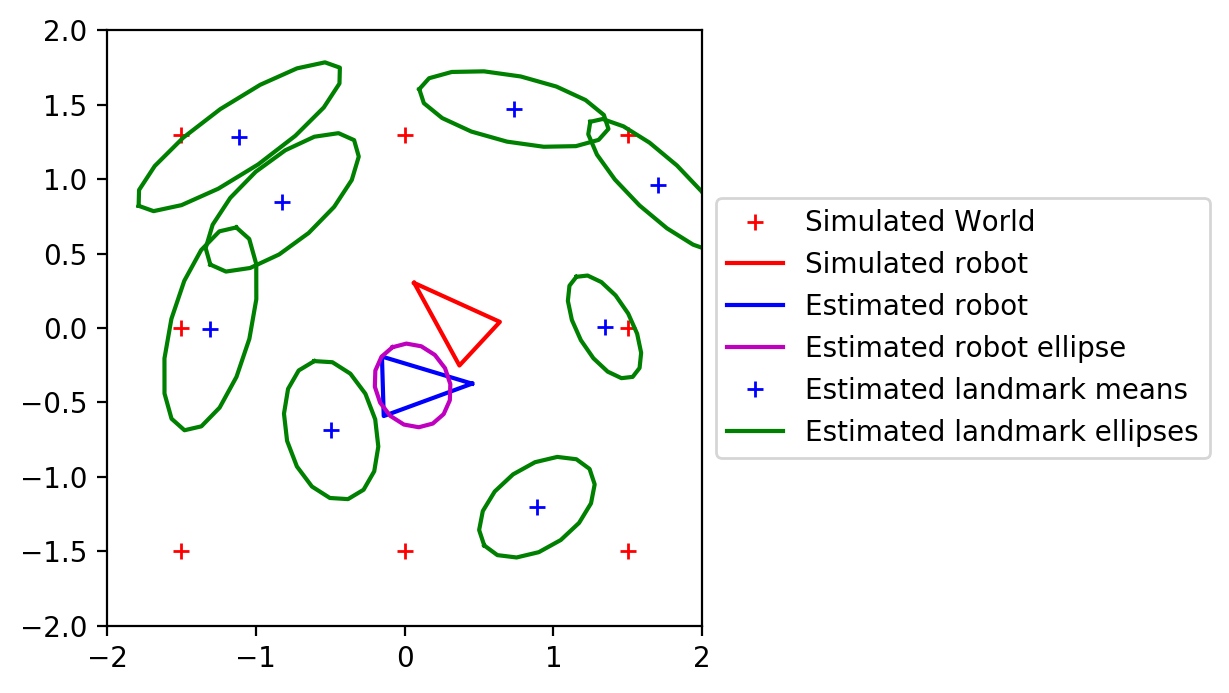 2.0
1.5
1.0
0.5
0.0
−0.5
−1.0
−1.5
−2.0
−2
−1
0
1
2
Simulated World
Simulated robot
Estimated robot
Estimated robot ellipse
Estimated landmark means
Estimated landmark ellipses